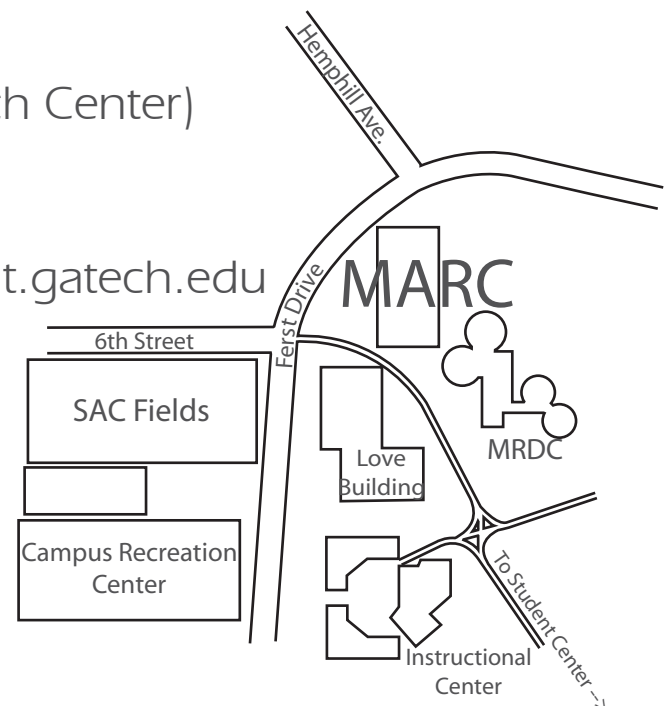 ch Center)
Hemphill Ave.
t.gatech.edu
MARC
Ferst Drive
6th Street
SAC Fields
MRDC
Love
Building
Campus Recreation
Center
To Student Center -->
Instructional
Center